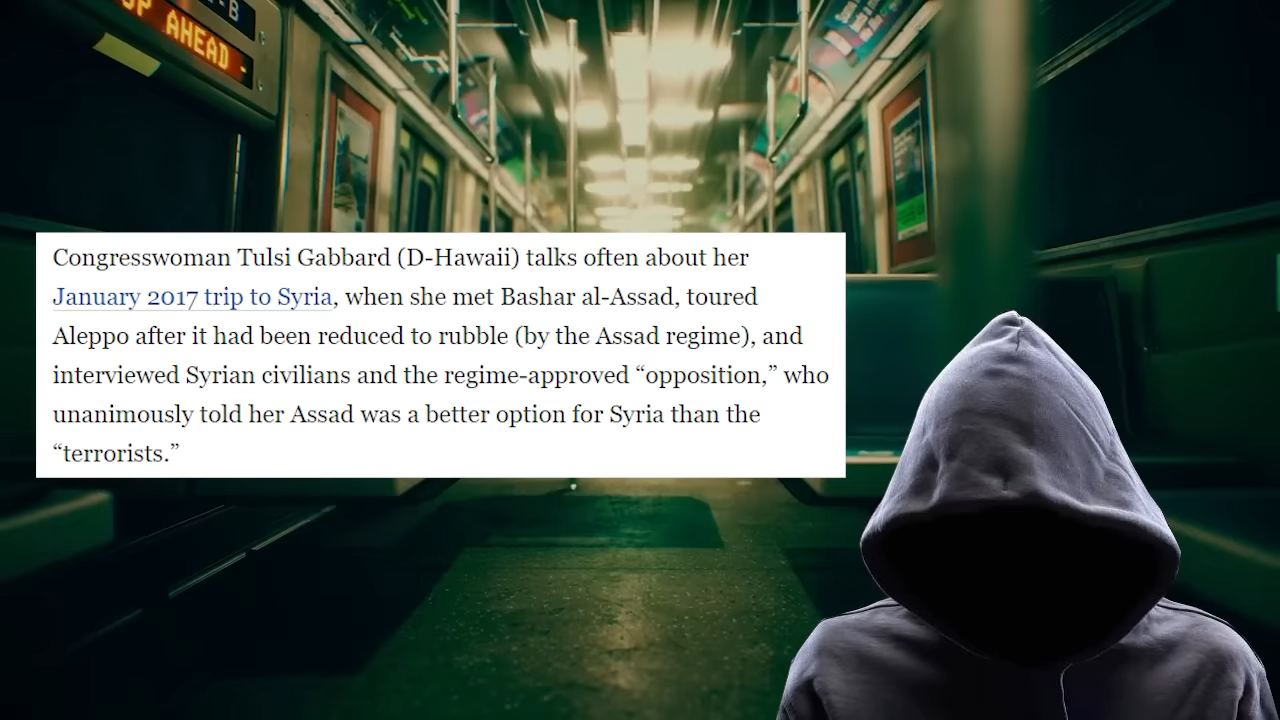 -B
OP AHEAD -
Congresswoman Tulsi Gabbard (D-Hawaii) talks often about her
January 2017 trip to Syria, when she met Bashar al-Assad, toured
Aleppo after it had been reduced to rubble (by the Assad regime), and
interviewed Syrian civilians and the regime-approved “opposition,” who
unanimously told her Assad was a better option for Syria than the
“terrorists.”